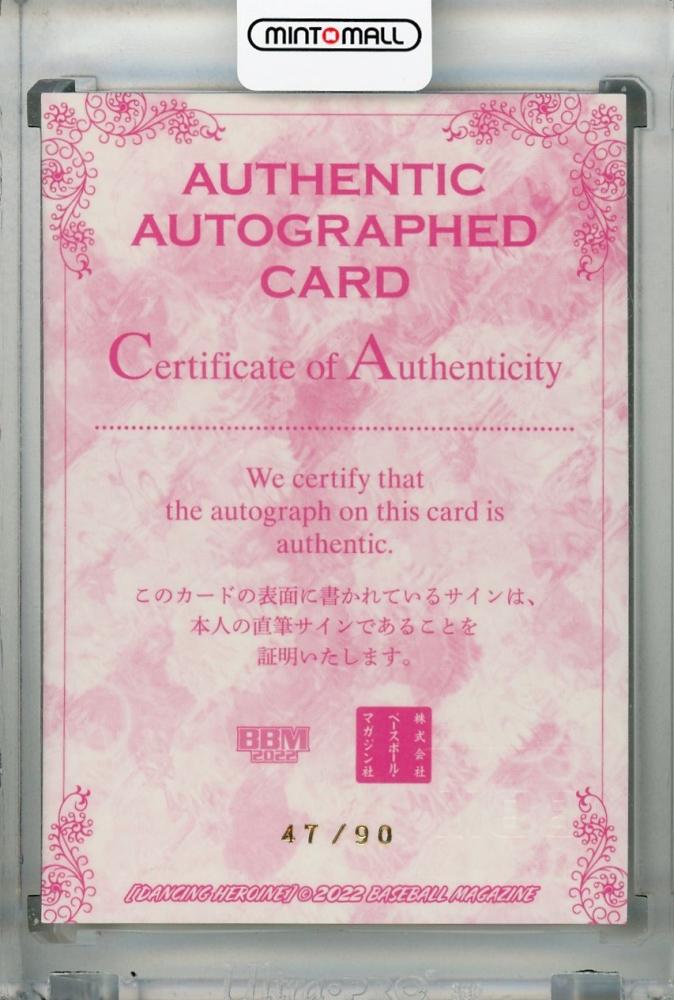 MINTOMALL
AUTHENTIC
AUTOGRAPHED
CARD
Certificate of Authenticity
We certify that
the autograph on this card is
authentic.
このカードの表面に書かれているサインは、
本人の直筆サインであることを
証明いたします。
BBM
2022
株式会社
ベースボール・
マガジン社
47/90
[DANCING HEROINE] © 2022 BASEBALL MAGAZINE